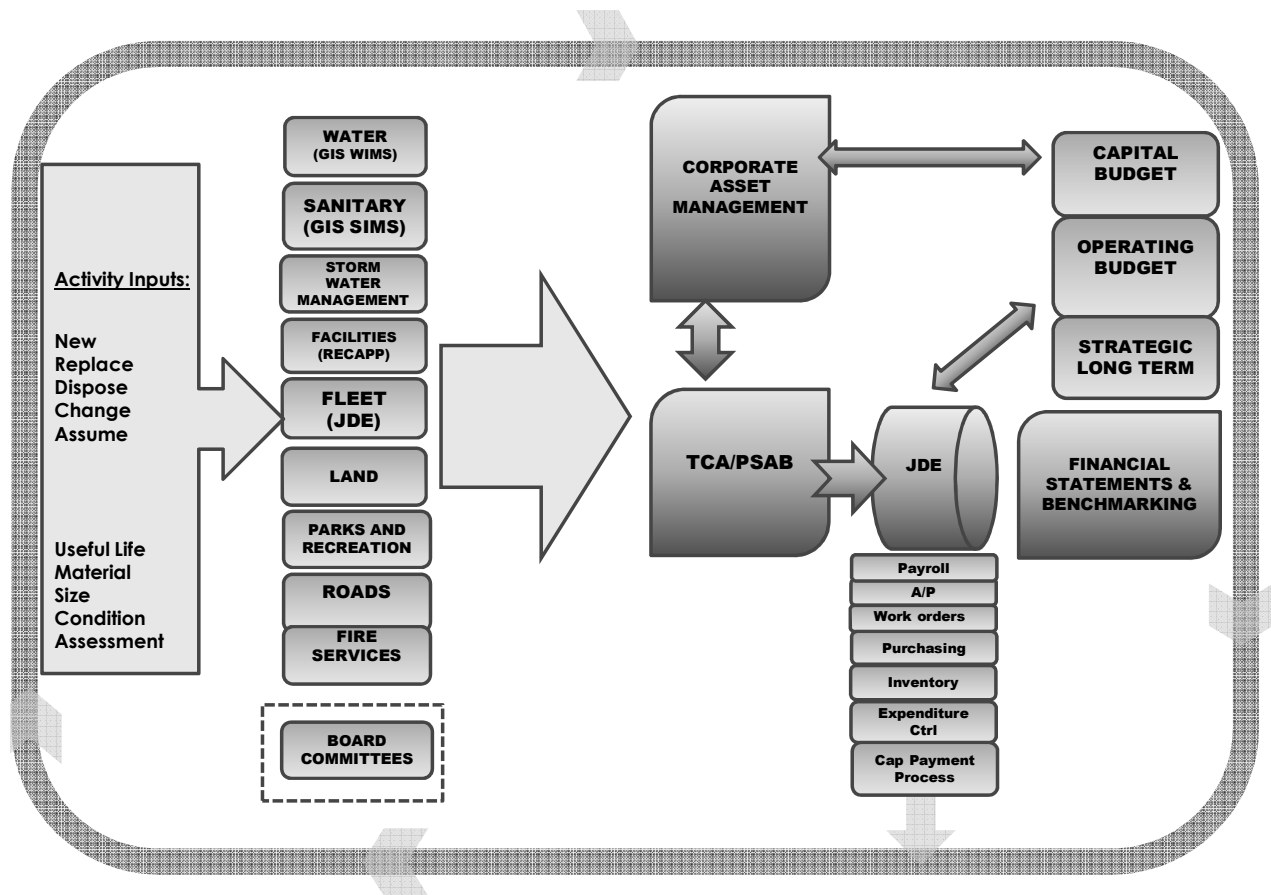 Activity Inputs:
New
Replace
Dispose
Change
Assume
Useful Life
Material
Size
Condition
Assessment
WATER
(GIS WIMS)
SANITARY
(GIS SIMS)
STORM
WATER
MANAGEMENT
FACILITIES
(RECAPP)
FLEET
(JDE)
LAND
PARKS AND
RECREATION
ROADS
FIRE
SERVICES
BOARD
COMMITTEES
CORPORATE
ASSET
MANAGEMENT
TCA/PSAB
JDE
Payroll
A/P
Work orders
Purchasing
Inventory
Expenditure
Ctrl
Cap Payment
Process
CAPITAL
BUDGET
OPERATING
BUDGET
STRATEGIC
LONG TERM
FINANCIAL
STATEMENTS &
BENCHMARKING